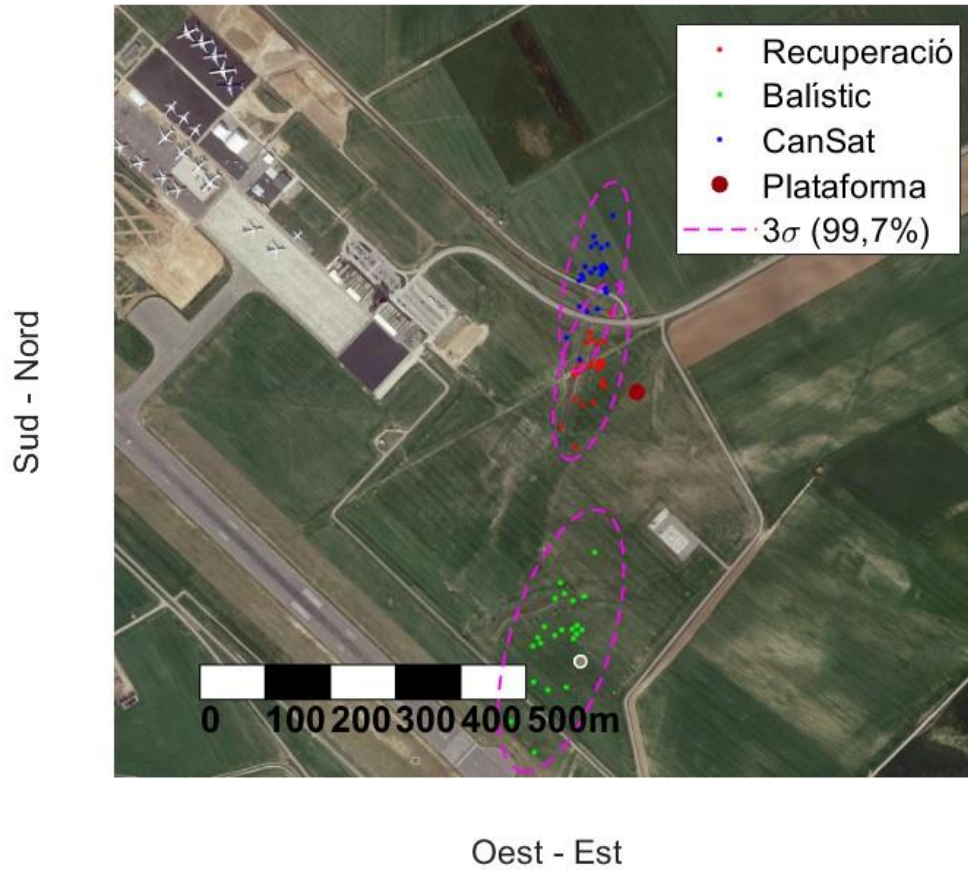 Recuperació
Balístic
CanSat
Plataforma
3σ (99,7%)
Sud - Nord
0 100 200 300 400 500m
Oest - Est